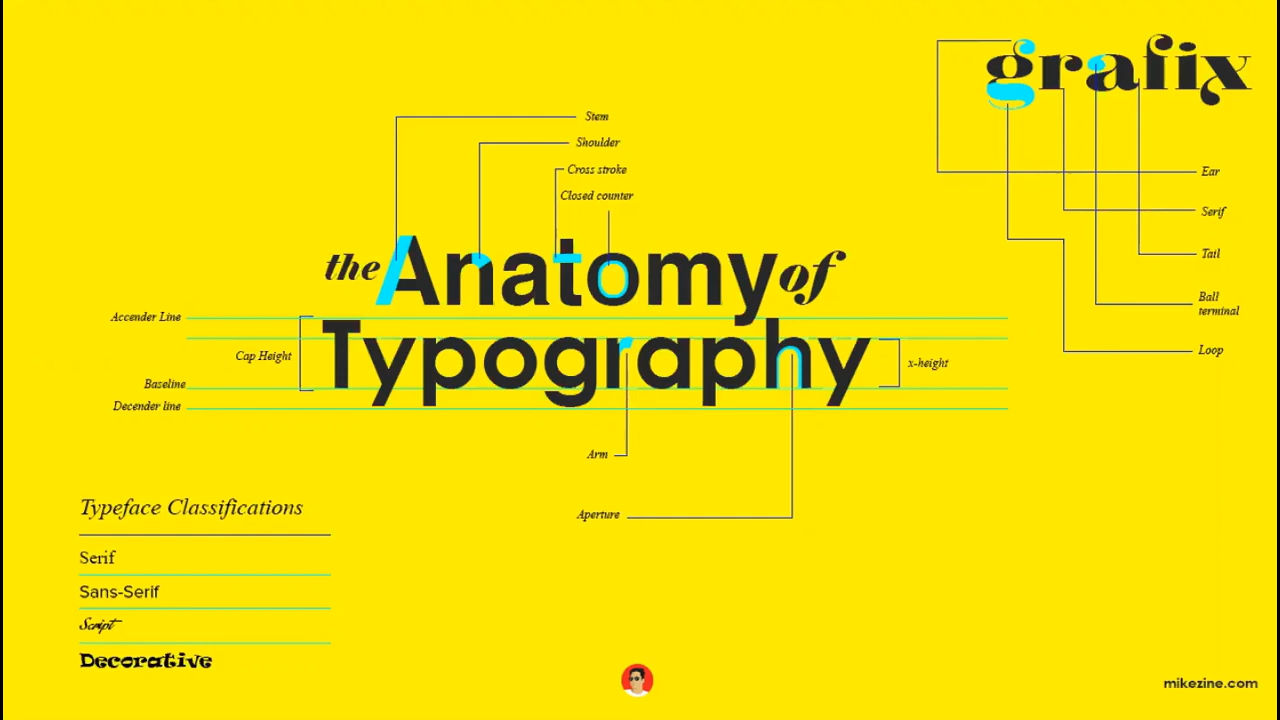 grafix
Stem
Shoulder
Cross stroke
Closed counter
Ear
Serif
Tatl
Ball
terminal
Loop
the Anatomy of
Typography
Accender Line
Cap Height
Baseline
Decender line
x-height
Arm
Aperture
Typeface Classifications
Serif
Sans-Serif
Script
Decorative
mikezine.com